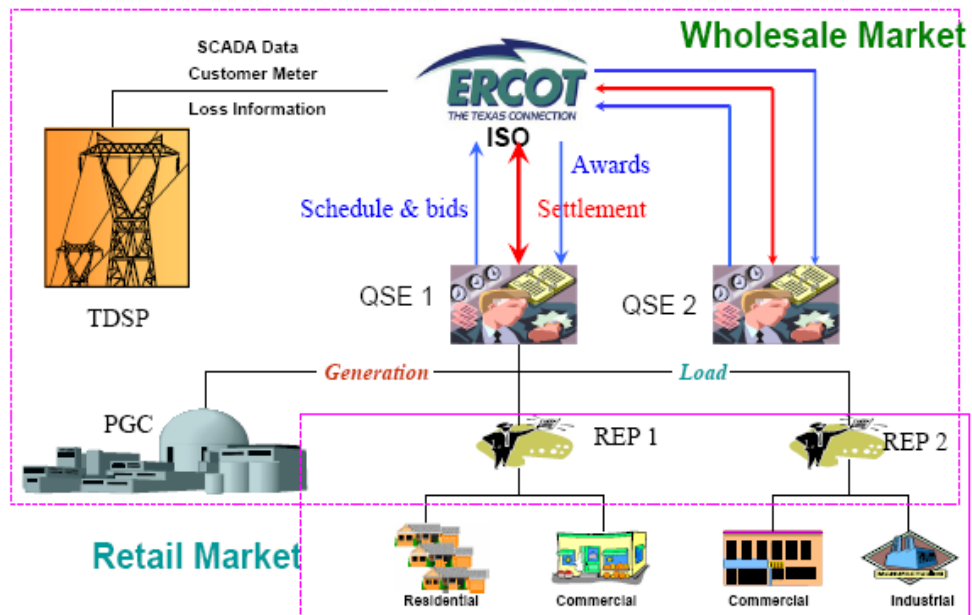 Wholesale Market
SCADA Data
Customer Meter
Loss Information
ERCOT
THE TEXAS CONNECTION
ISO
Awards
Schedule & bids
Settlement
TDSP
QSE 1
QSE 2
Generation
Load
PGC
REP 1
REP 2
Retail Market
Residential
Commercial
Commercial
Industrial